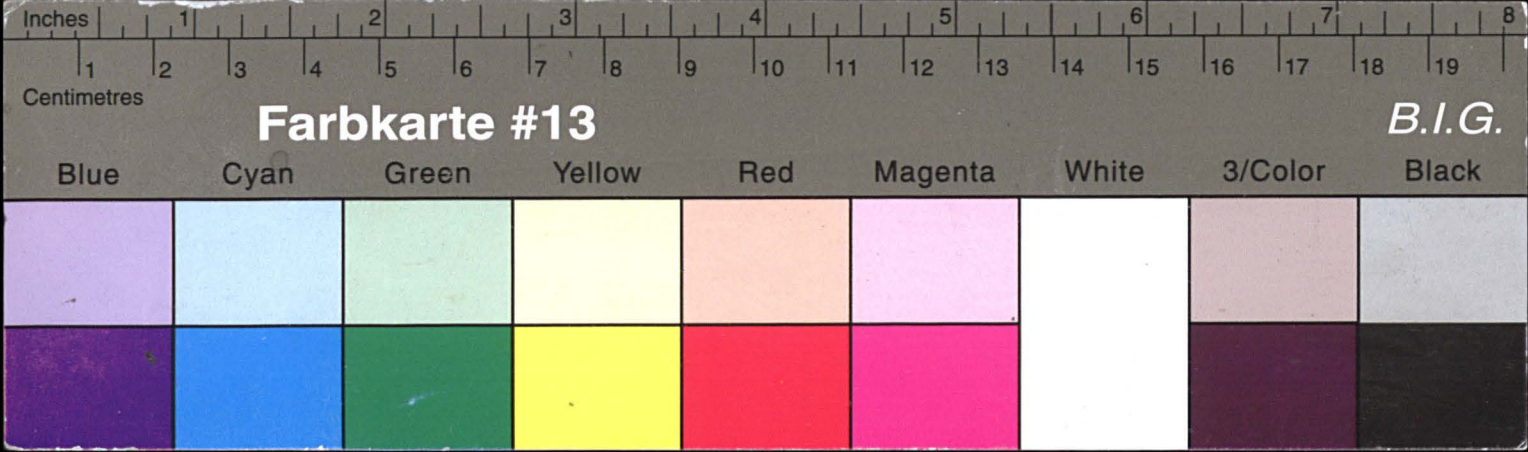 Inches 1 2 3 4 5 6 7 8
1 2 3 4 5 6 7 8 9 10 11 12 13 14 15 16 17 18 19
Centimetres
Farbkarte #13 B.I.G.
Blue Cyan Green Yellow Red Magenta White 3/Color Black